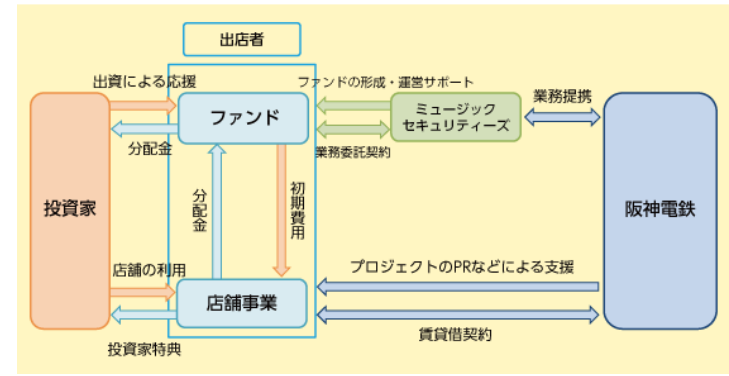 出店者
出資による応援
ファンドの形成・運営サポート
業務提携
ファンド
ミュージック
セキュリティーズ
分配金
業務委託契約
投資家
分配金
初期費用
阪神電鉄
店舗の利用
プロジェクトのPRなどによる支援
店舗事業
賃貸借契約
投資家特典